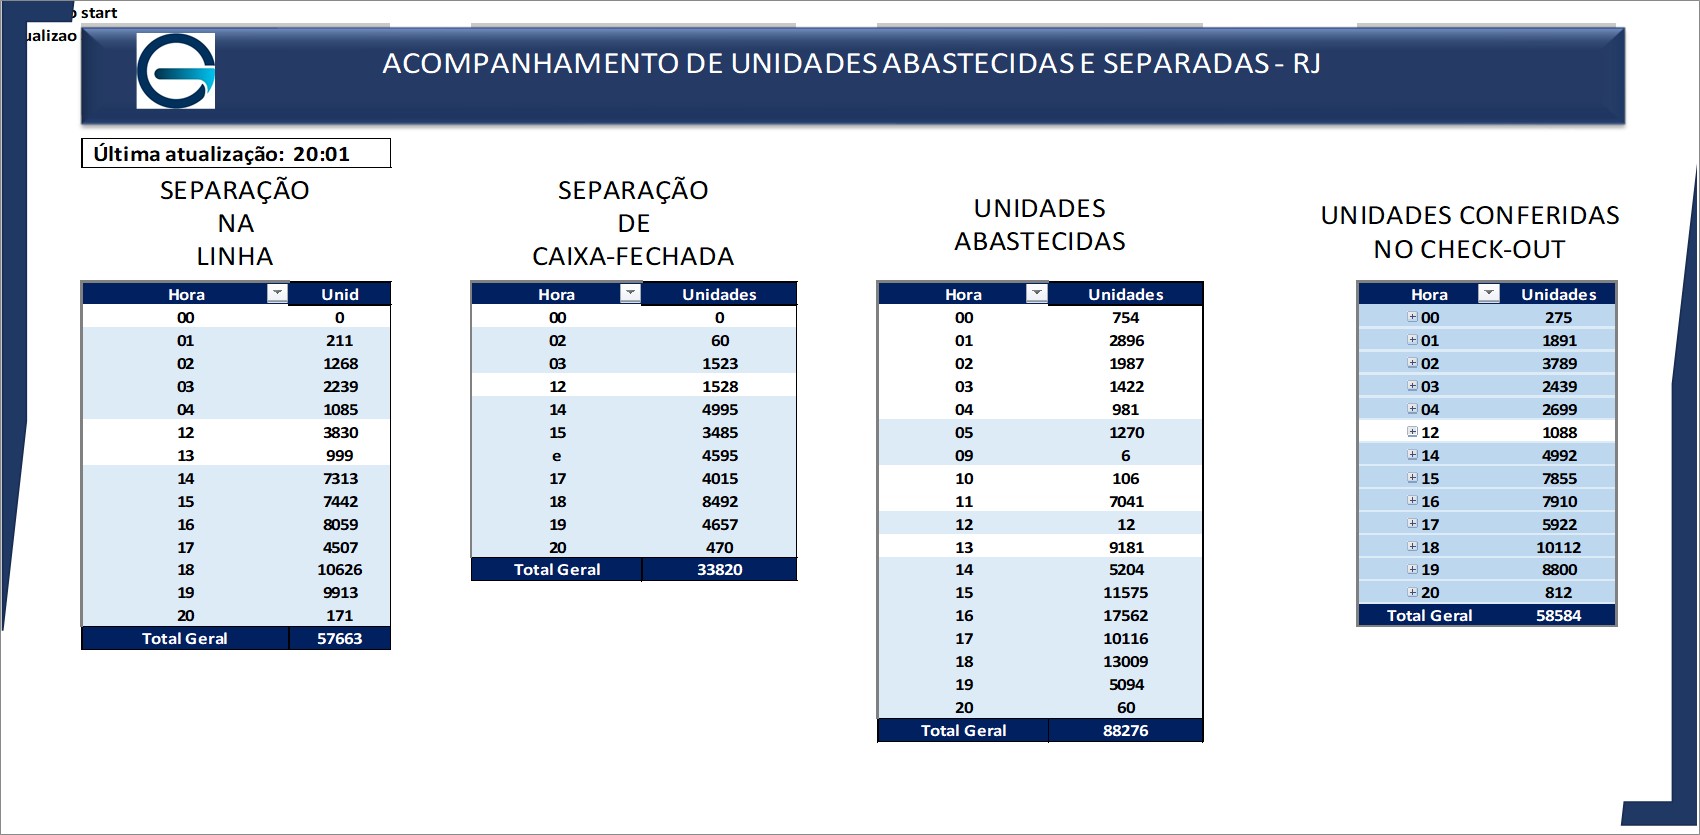 start
ualizao
ACOMPANHAMENTO DE UNIDADES ABASTECIDAS E SEPARADAS - RJ
Última atualização: 20:01
SEPARAÇÃO
NA
LINHA
Hora Unid
00 0
01 211
02 1268
03 2239
04 1085
12 3830
13 999
14 7313
15 7442
16 8059
17 4507
18 10626
19 9913
20 171
Total Geral 57663
SEPARAÇÃO
DE
CAIXA-FECHADA
Hora Unidades
00 0
02 60
03 1523
12 1528
14 4995
15 3485
e 4595
17 4015
18 8492
19 4657
20 470
Total Geral 33820
UNIDADES
ABASTECIDAS
Hora Unidades
00 754
01 2896
02 1987
03 1422
04 981
05 1270
09 6
10 106
11 7041
12 12
13 9181
14 5204
15 11575
16 17562
17 10116
18 13009
19 5094
20 60
Total Geral 88276
UNIDADES CONFERIDAS
NO CHECK-OUT
Hora Unidades
00 275
01 1891
02 3789
03 2439
04 2699
12 1088
14 4992
15 7855
16 7910
17 5922
18 10112
19 8800
20 812
Total Geral 58584